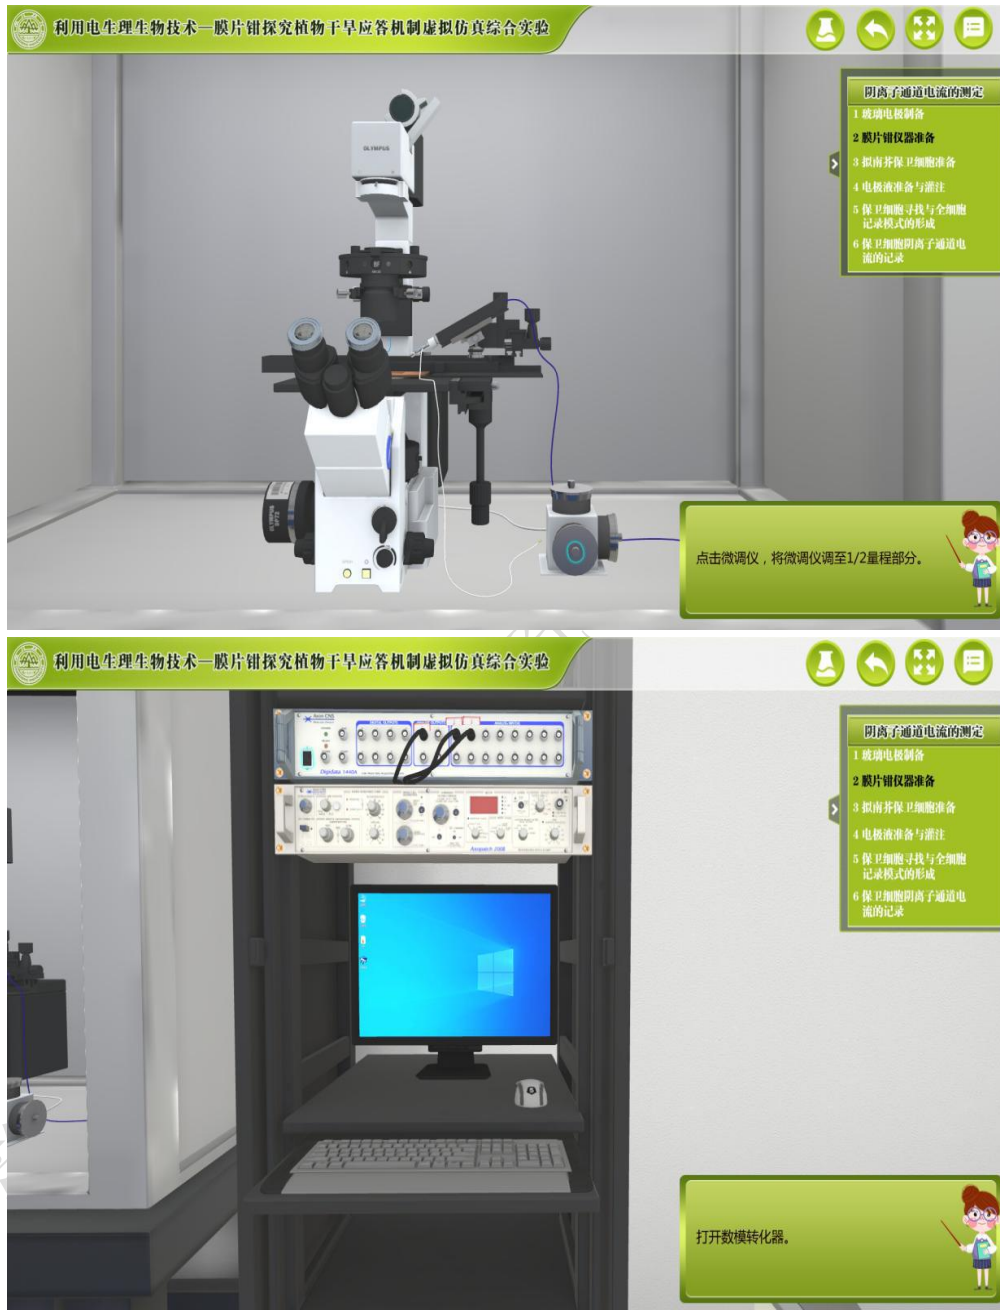 利用电生理生物技术—膜片钳探究植物干旱应答机制虚拟仿真综合实验
OLYMPUS
阴离子通道电流的测定
1 玻璃电极制备
2 膜片钳仪器准备
3 拟南芥保卫细胞准备
4 电极液准备与灌注
5 保卫细胞寻找与全细胞
记录模式的形成
6 保卫细胞阴离子通道电
流的记录
点击微调仪，将微调仪调至1/2量程部分。
利用电生理生物技术—膜片钳探究植物干旱应答机制虚拟仿真综合实验
Digidata 1440A
Axopatch 200B
阴离子通道电流的测定
1 玻璃电极制备
2 膜片钳仪器准备
3 拟南芥保卫细胞准备
4 电极液准备与灌注
5 保卫细胞寻找与全细胞
记录模式的形成
6 保卫细胞阴离子通道电
流的记录
打开数模转化器。